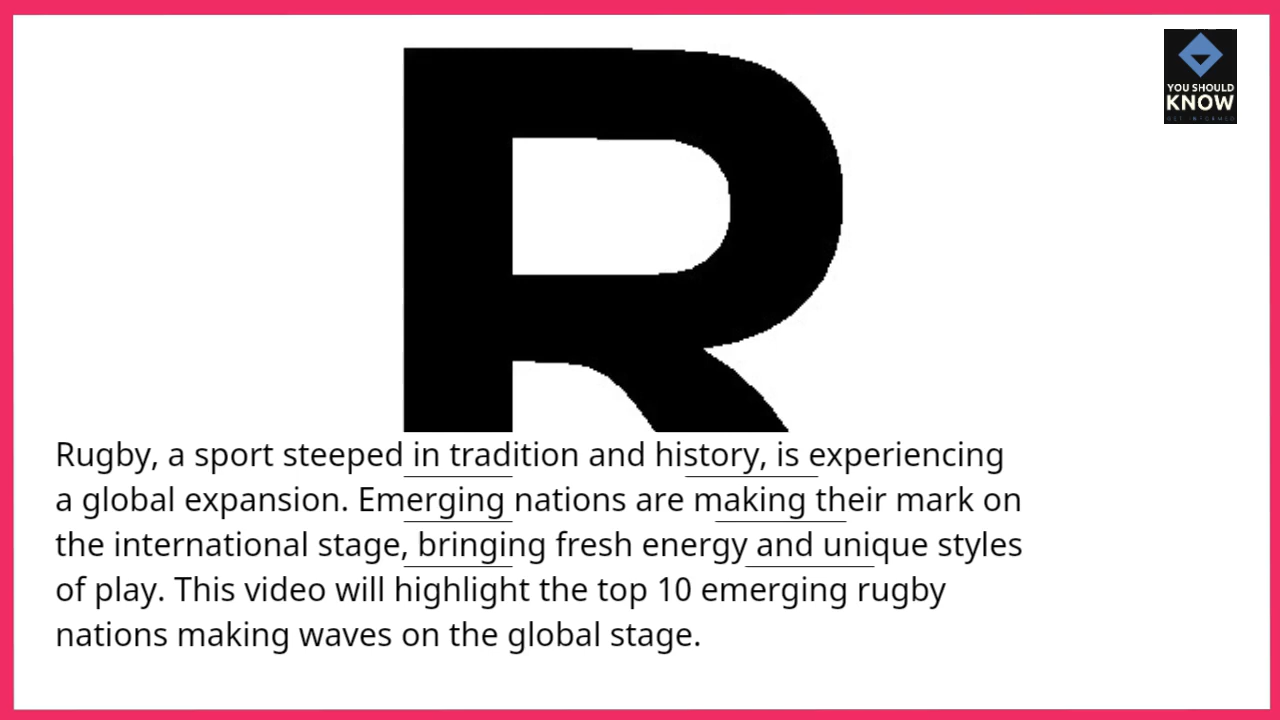 R
YOU SHOULD
KNOW
GET INFORMED
Rugby, a sport steeped in tradition and history, is experiencing
a global expansion. Emerging nations are making their mark on
the international stage, bringing fresh energy and unique styles
of play. This video will highlight the top 10 emerging rugby
nations making waves on the global stage.